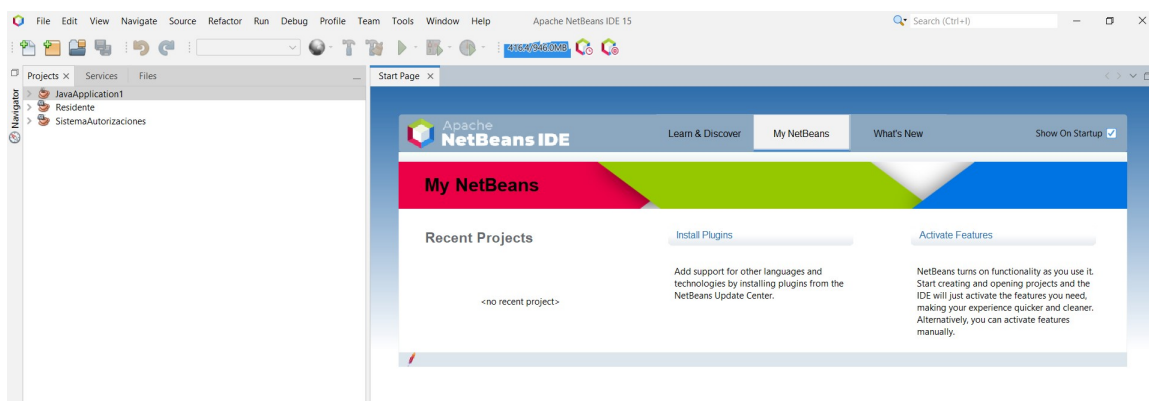 File Edit View Navigate Source Refactor Run Debug Profile Team Tools Window Help Apache NetBeans IDE 15 Search (Ctrl+I)
Projects Services Files
Start Page
Navigator
JavaApplication1
Residente
SistemaAutorizaciones
Apache
NetBeans IDE
Learn & Discover My NetBeans What's New Show On Startup
My NetBeans
Recent Projects
<no recent project>
Install Plugins
Add support for other languages and
technologies by installing plugins from the
NetBeans Update Center.
Activate Features
NetBeans turns on functionality as you use it.
Start creating and opening projects and the
IDE will just activate the features you need,
making your experience quicker and cleaner.
Alternatively, you can activate features
manually.